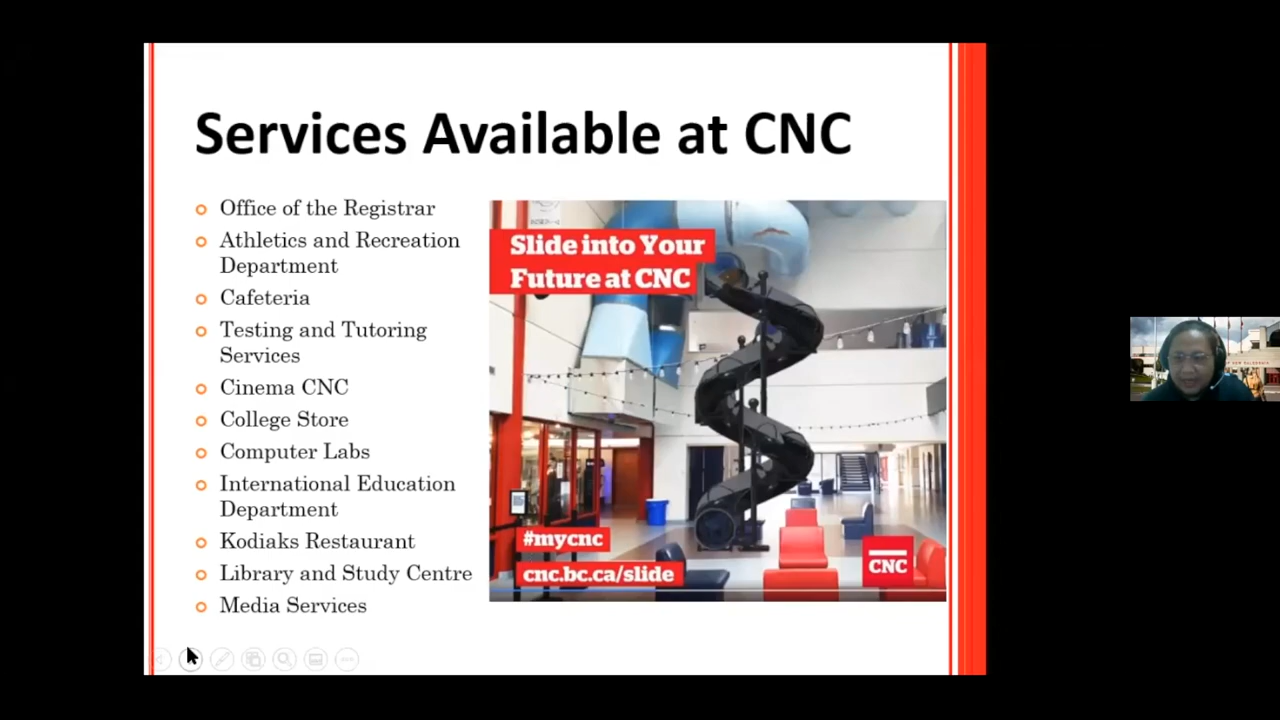 Services Available at CNC
Office of the Registrar
Athletics and Recreation
Department
Cafeteria
Testing and Tutoring
Services
Cinema CNC
College Store
Computer Labs
International Education
Department
Kodiaks Restaurant
Library and Study Centre
Media Services
Slide into Your
Future at CNC
#mycnc
cnc.bc.ca/slide
CNC